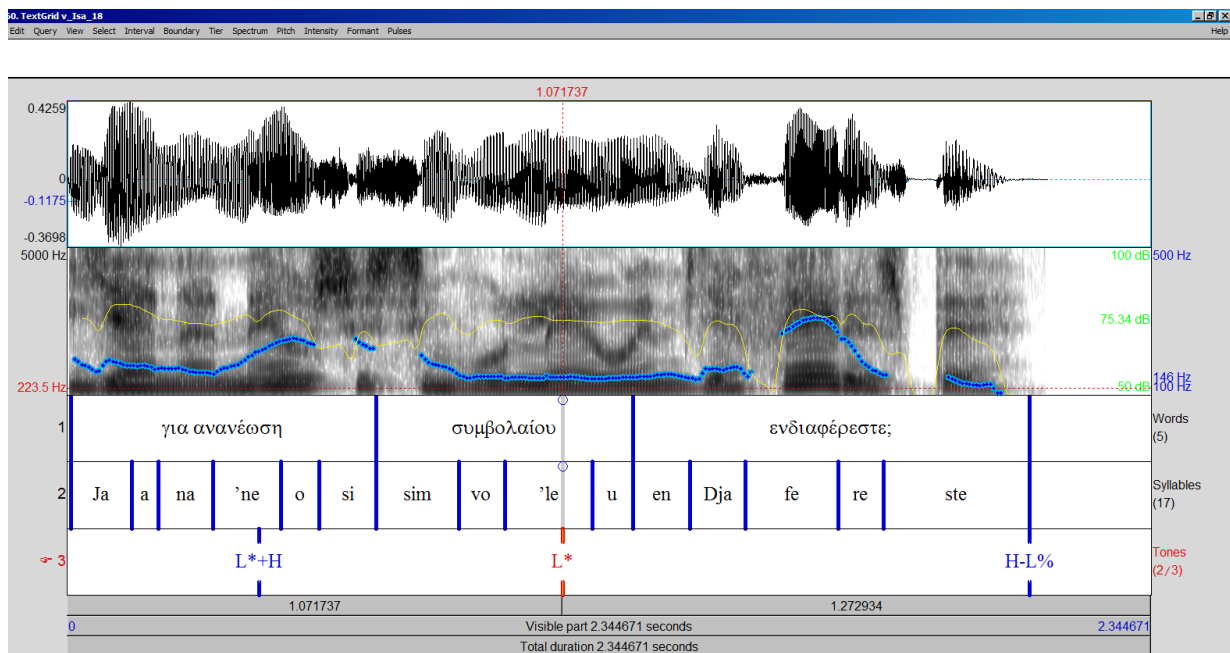 50. TextGrid v_Isa_18
Edit Query View Select Interval Boundary Tier Spectrum Pitch Intensity Formant Pulses Help
1.071737
0.4259
0
-0.1175
-0.3698
5000 Hz 100 dB 500 Hz
75.34 dB
146 Hz
223.5 Hz 50 dB 100 Hz
1 για ανανέωση συμβολαίου ενδιαφέρεστε; Words
(5)
2 Ja a na ’ne o si sim vo ’le u en Dja fe re ste Syllables
(17)
3 L*+H L* H-L% Tones
(2/3)
1.071737 1.272934
0 Visible part 2.344671 seconds 2.344671
Total duration 2.344671 seconds